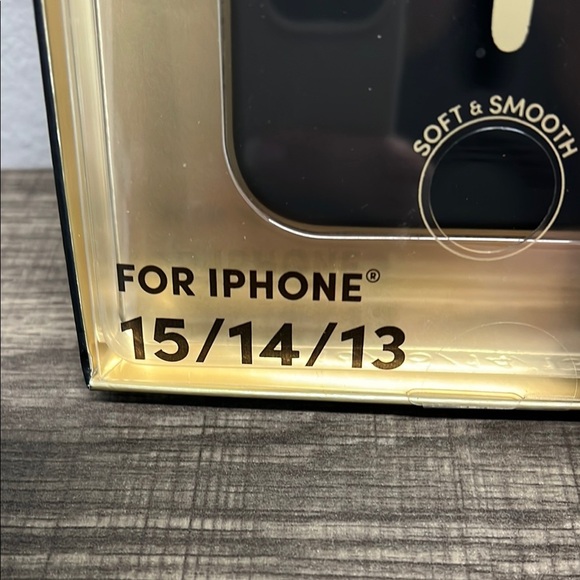 SOFT & SMOOTH
FOR IPHONE®
15/14/13